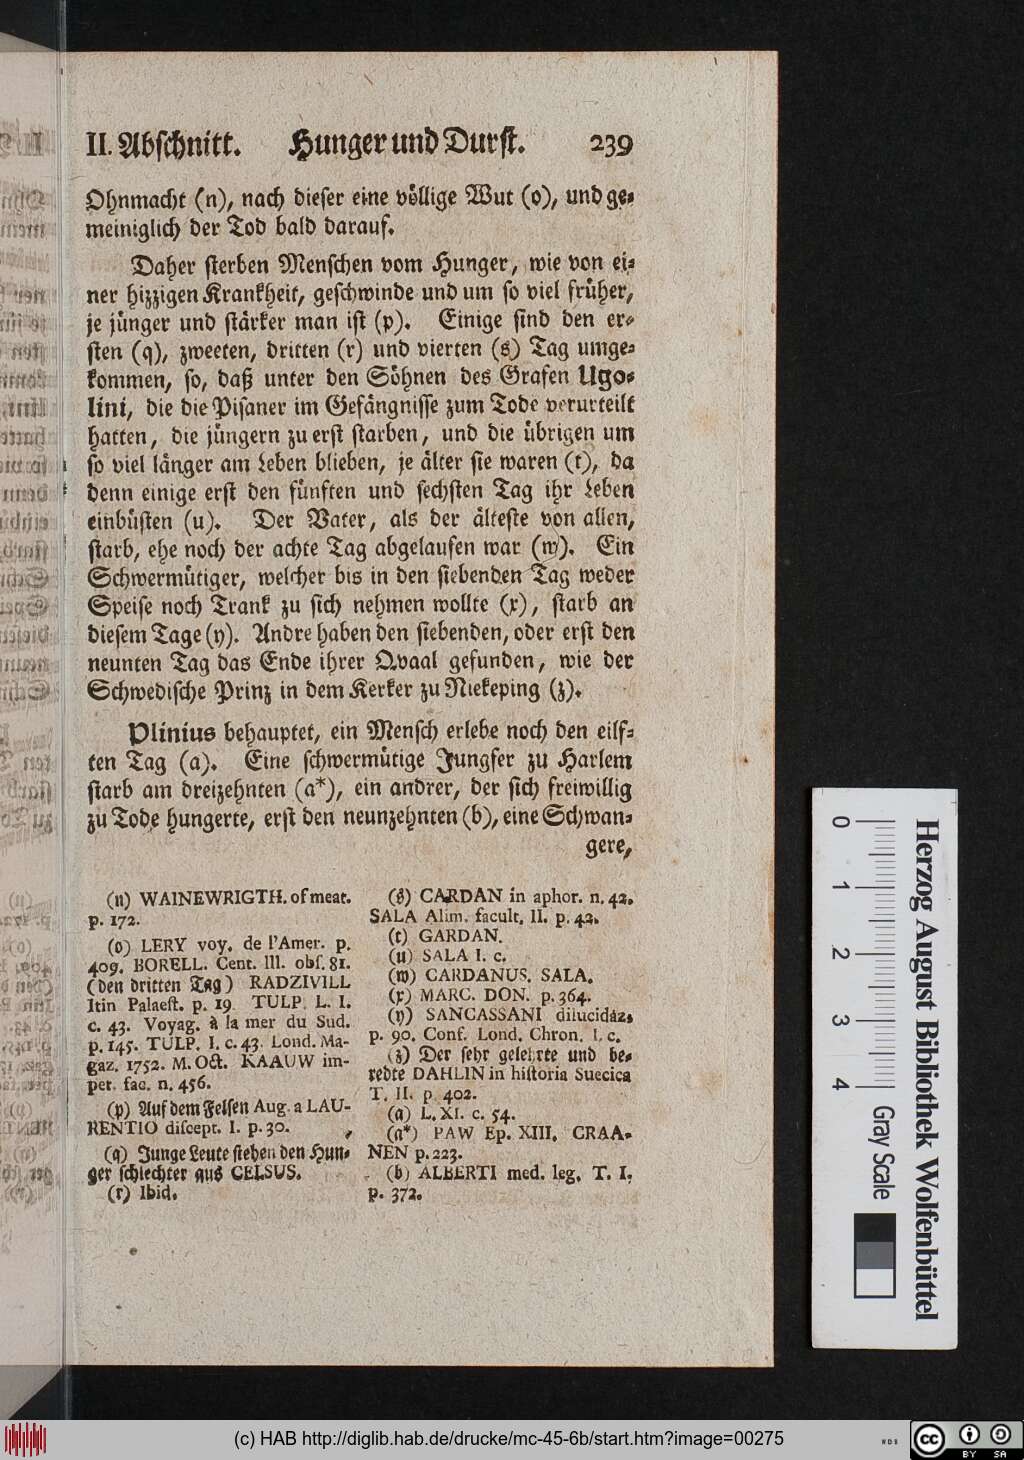 II. Abſchnitt. Hunger und Durſt. 239
Ohnmacht (n), nach dieſer eine völlige Wut (o), und ge-
meiniglich der Tod bald darauf.
Daher ſterben Menſchen vom Hunger, wie von ei-
ner hizzigen Krankheit, geſchwinde und um ſo viel früher,
je jünger und ſtärker man iſt (p). Einige ſind den er-
ſten (q), zweeten, dritten (r) und vierten (s) Tag umge-
kommen, ſo, daß unter den Söhnen des Grafen Ugo-
lini, die die Piſaner im Gefängniſſe zum Tode verurteilt
hatten, die jüngern zu erſt ſtarben, und die übrigen um
ſo viel länger am Leben blieben, je älter ſie waren (t), da
denn einige erſt den fünften und ſechſten Tag ihr Leben
einbüſten (u). Der Vater, als der älteſte von allen,
ſtarb, ehe noch der achte Tag abgelaufen war (w). Ein
Schwermütiger, welcher bis in den ſiebenden Tag weder
Speiſe noch Trank zu ſich nehmen wollte (x), ſtarb an
dieſem Tage (y). Andre haben den ſiebenden, oder erſt den
neunten Tag das Ende ihrer Qvaal gefunden, wie der
Schwediſche Prinz in dem Kerker zu Niekeping (z).
Plinius behauptet, ein Menſch erlebe noch den eilf-
ten Tag (a). Eine ſchwermütige Jungfer zu Harlem
ſtarb am dreizehnten (a*), ein andrer, der ſich freiwillig
zu Tode hungerte, erſt den neunzehnten (b), eine Schwan-
gere,
(n) WAINEWRIGTH. of meat.
p. 172.
(o) LERY voy. de l'Amer. p.
409. BORELL. Cent. III. obſ. 81.
(den dritten Tag) RADZIVILL
Itin Palaeſt. p. 19. TULP. L. I.
c. 43. Voyag. à la mer du Sud.
p. 145. TULP. I. c. 43. Lond. Ma-
gaz. 1752. M. Oct. KAAUW im-
pet. fac. n. 456.
(p) Auf dem Felſen Aug. a LAU-
RENTIO diſcept. I. p. 30.
(q) Junge Leute ſtehen den Hun-
ger ſchlechter aus CELSUS.
(r) Ibid.
(s) CARDAN in aphor. n. 42.
SALA Alim. facult. II. p. 42.
(t) GARDAN.
(u) SALA I. c.
(w) CARDANUS. SALA.
(x) MARC. DON. p. 364.
(y) SANCASSANI dilucidaz.
p. 90. Conf. Lond. Chron. I. c.
(z) Der ſehr gelehrte und be-
redte DAHLIN in hiſtoria Suecica
T. II. p. 402.
(a) L. XI. c. 54.
(a*) PAW Ep. XIII. CRAA-
NEN p. 223.
(b) ALBERTI med. leg. T. I.
p. 372.
0 1 2 3 4
Herzog August Bibliothek Wolfenbüttel
Gray Scale
(c) HAB http://diglib.hab.de/drucke/mc-45-6b/start.htm?image=00275
cc BY SA